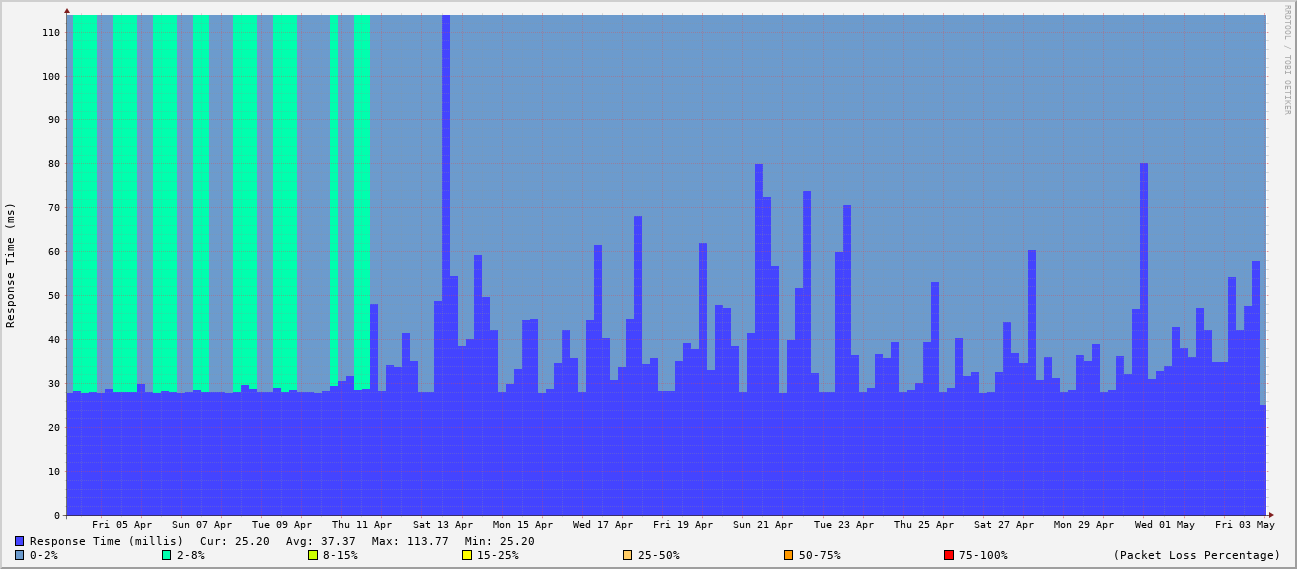 RRDTOOL / TOBI OETIKER
Response Time (ms)
110
100
90
80
70
60
50
40
30
20
10
0
Fri 05 Apr Sun 07 Apr Tue 09 Apr Thu 11 Apr Sat 13 Apr Mon 15 Apr Wed 17 Apr Fri 19 Apr Sun 21 Apr Tue 23 Apr Thu 25 Apr Sat 27 Apr Mon 29 Apr Wed 01 May Fri 03 May
Response Time (millis) Cur: 25.20 Avg: 37.37 Max: 113.77 Min: 25.20
0-2% 2-8% 8-15% 15-25% 25-50% 50-75% 75-100% (Packet Loss Percentage)